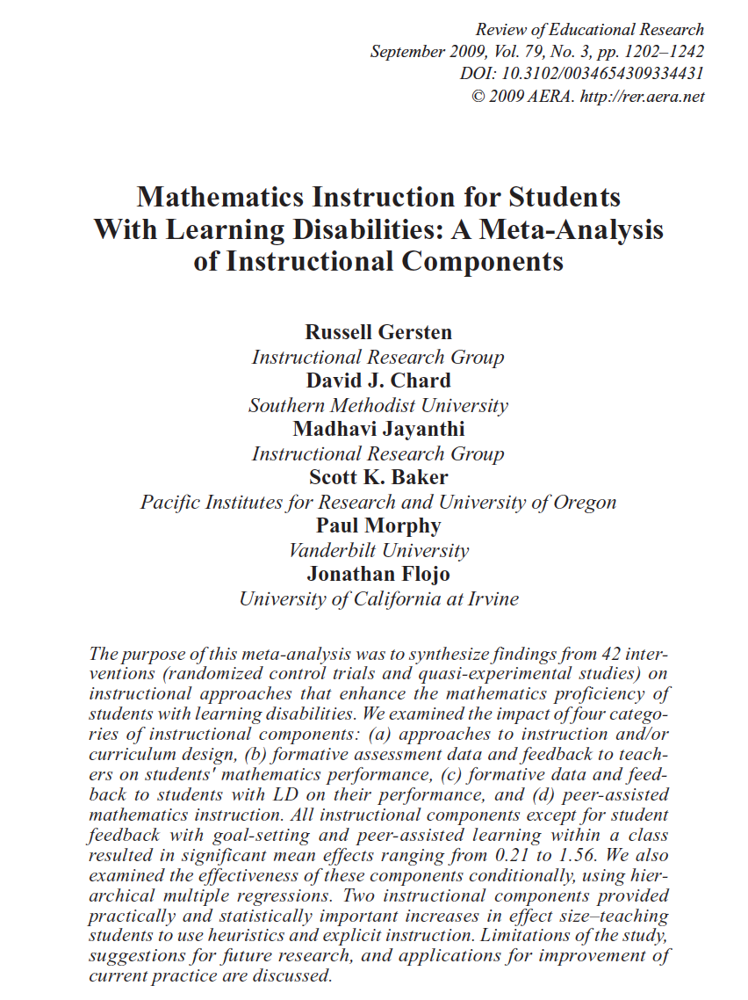 Review of Educational Research
September 2009, Vol. 79, No. 3, pp. 1202–1242
DOI: 10.3102/0034654309334431
© 2009 AERA. http://rer.aera.net
Mathematics Instruction for Students
With Learning Disabilities: A Meta-Analysis
of Instructional Components
Russell Gersten
Instructional Research Group
David J. Chard
Southern Methodist University
Madhavi Jayanthi
Instructional Research Group
Scott K. Baker
Pacific Institutes for Research and University of Oregon
Paul Morphy
Vanderbilt University
Jonathan Flojo
University of California at Irvine
The purpose of this meta-analysis was to synthesize findings from 42 inter-
ventions (randomized control trials and quasi-experimental studies) on
instructional approaches that enhance the mathematics proficiency of
students with learning disabilities. We examined the impact of four catego-
ries of instructional components: (a) approaches to instruction and/or
curriculum design, (b) formative assessment data and feedback to teach-
ers on students' mathematics performance, (c) formative data and feed-
back to students with LD on their performance, and (d) peer-assisted
mathematics instruction. All instructional components except for student
feedback with goal-setting and peer-assisted learning within a class
resulted in significant mean effects ranging from 0.21 to 1.56. We also
examined the effectiveness of these components conditionally, using hier-
archical multiple regressions. Two instructional components provided
practically and statistically important increases in effect size–teaching
students to use heuristics and explicit instruction. Limitations of the study,
suggestions for future research, and applications for improvement of
current practice are discussed.